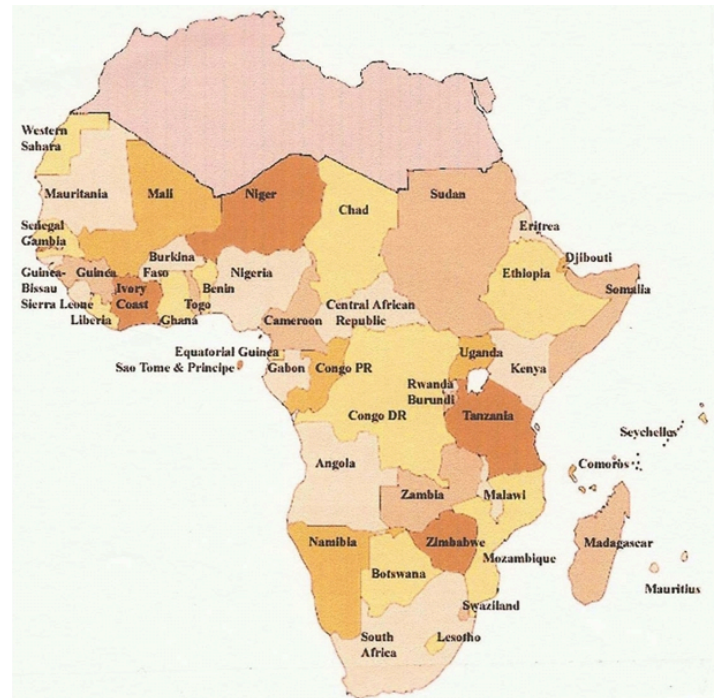 Western
Sahara
Mauritania
Mali
Niger
Chad
Sudan
Eritrea
Senegal
Gambia
Djibouti
Burkina
Faso
Guinea-
Bissau
Guinea
Ivory
Coast
Nigeria
Benin
Ethiopia
Somalia
Sierra Leone
Liberia
Ghana
Togo
Cameroon
Central African
Republic
Equatorial Guinea
Sao Tome & Principe
Gabon
Congo PR
Uganda
Kenya
Rwanda
Burundi
Congo DR
Tanzania
Seychelles
Comoros
Angola
Zambia
Malawi
Namibia
Zimbabwe
Madagascar
Mozambique
Botswana
Mauritius
Swaziland
South
Africa
Lesotho